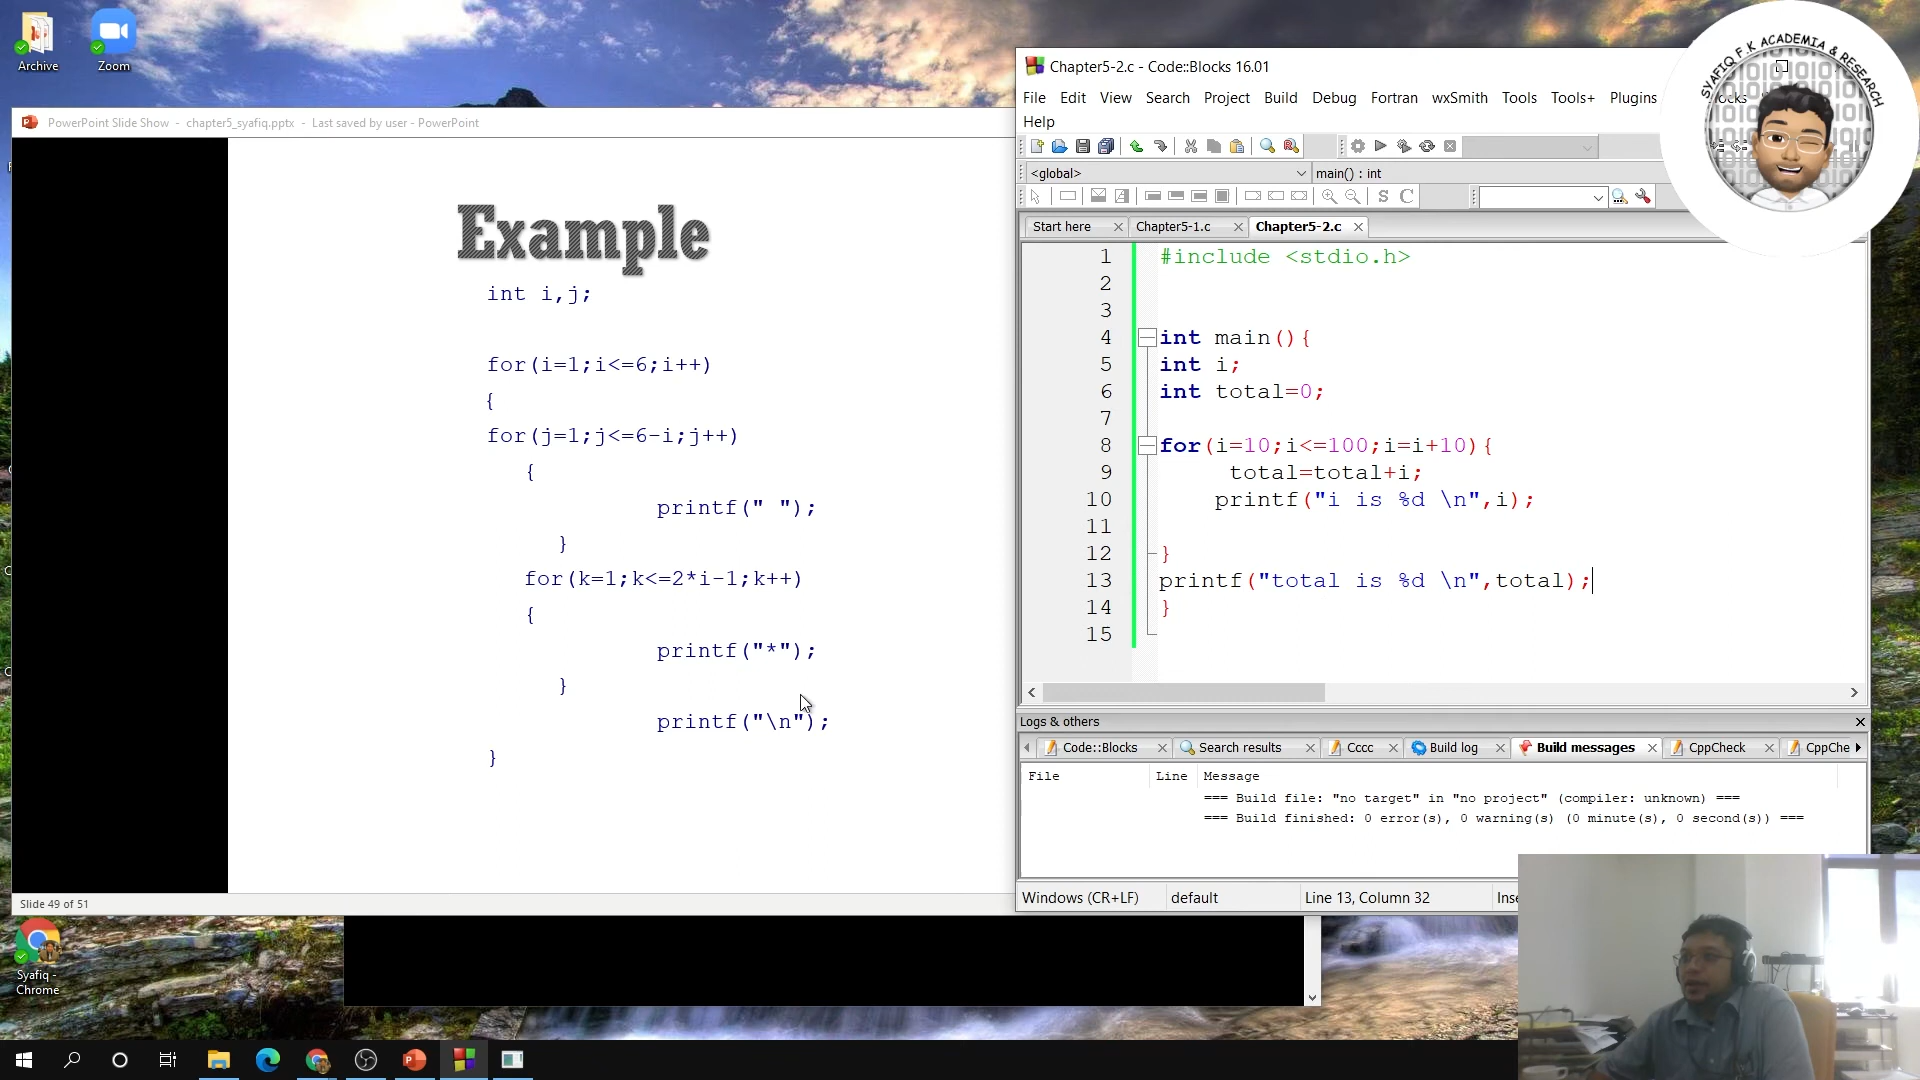 Archive
Zoom
PowerPoint Slide Show - chapter5_syafiq.pptx - Last saved by user - PowerPoint
Example
int i,j;
for(i=1;i<=6;i++)
{
for(j=1;j<=6-i;j++)
{
printf(" ");
}
for(k=1;k<=2*i-1;k++)
{
printf("*");
}
printf("\n");
}
Slide 49 of 51
Syafiq -
Chrome
Chapter5-2.c - Code::Blocks 16.01
File Edit View Search Project Build Debug Fortran wxSmith Tools Tools+ Plugins
Help
<global>
main() : int
S C
Start here Chapter5-1.c Chapter5-2.c
1 #include <stdio.h>
2
3
4 int main(){
5 int i;
6 int total=0;
7
8 for(i=10;i<=100;i=i+10){
9 total=total+i;
10 printf("i is %d \n",i);
11
12 }
13 printf("total is %d \n",total);
14 }
15
Logs & others
Code::Blocks Search results Cccc Build log Build messages CppCheck CppChe
File Line Message
=== Build file: "no target" in "no project" (compiler: unknown) ===
=== Build finished: 0 error(s), 0 warning(s) (0 minute(s), 0 second(s)) ===
Windows (CR+LF) default Line 13, Column 32 Inse
SYAFIQ F.K ACADEMIA & RESEARCH